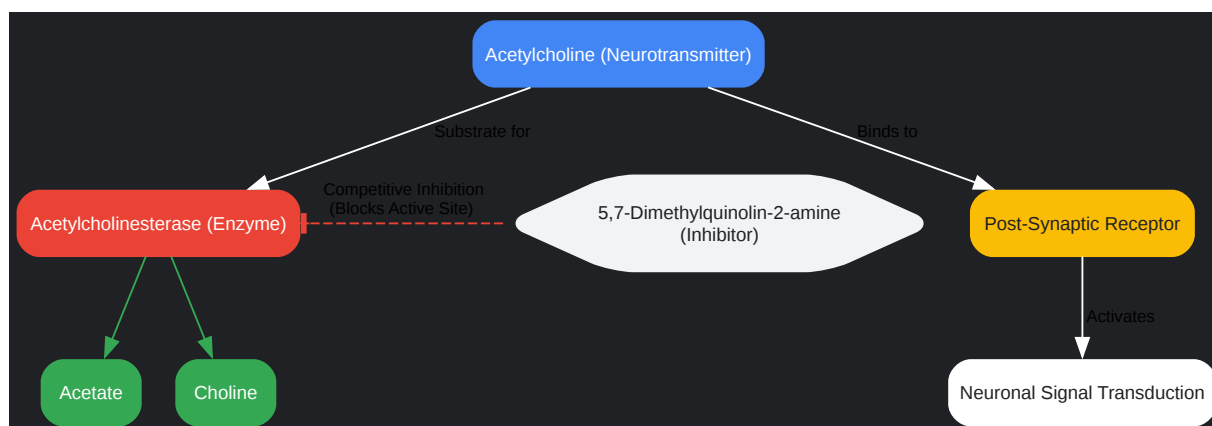 Acetylcholine (Neurotransmitter)
Substrate for
Binds to
Competitive Inhibition
(Blocks Active Site)
Acetylcholinesterase (Enzyme)
5,7-Dimethylquinolin-2-amine
(Inhibitor)
Post-Synaptic Receptor
Activates
Acetate
Choline
Neuronal Signal Transduction